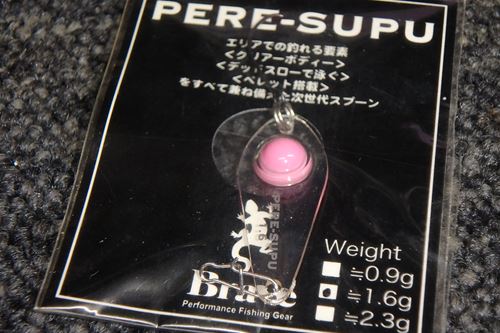 PERE-SUPU
エリアでの釣れる要素
<クリアーボディー>
<デッドスローで泳ぐ>
<ペレット搭載>
をすべて兼ね備えた次世代スプーン
PERE-SUPU
Weight
≒0.9g
≒1.6g
≒2.3g
Performance Fishing Gear